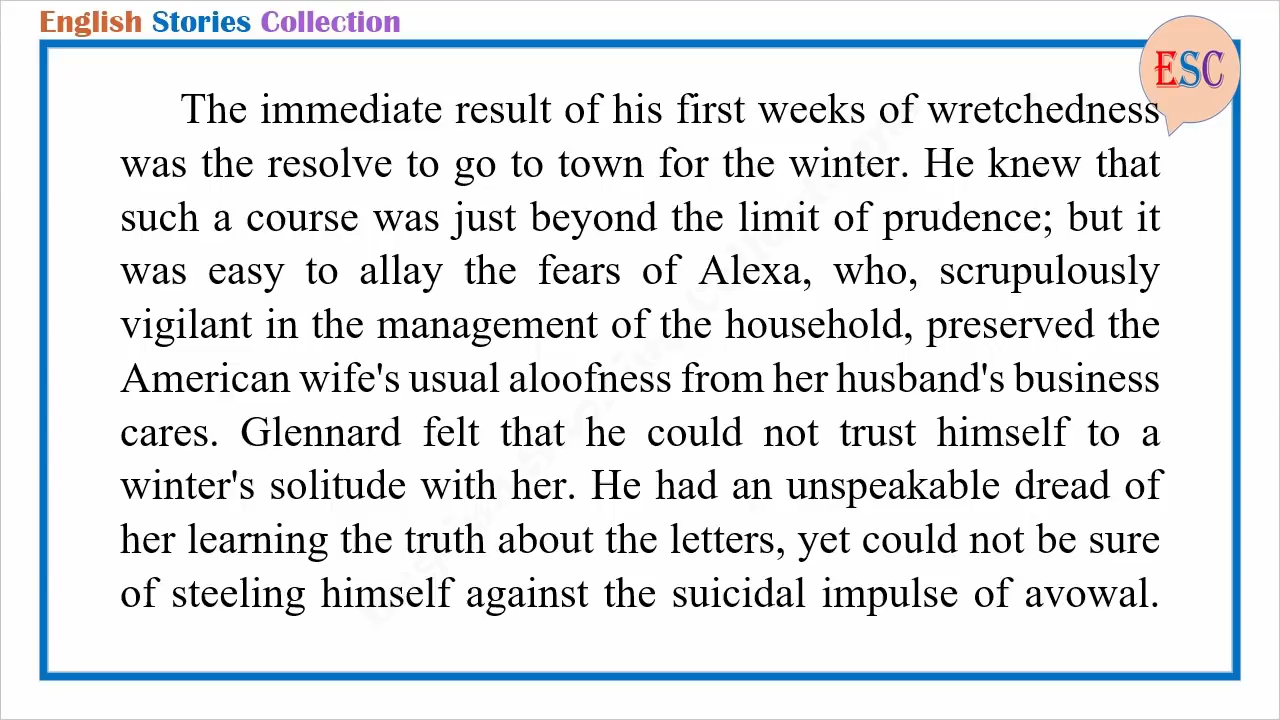 English Stories Collection
ESC
The immediate result of his first weeks of wretchedness
was the resolve to go to town for the winter. He knew that
such a course was just beyond the limit of prudence; but it
was easy to allay the fears of Alexa, who, scrupulously
vigilant in the management of the household, preserved the
American wife's usual aloofness from her husband's business
cares. Glennard felt that he could not trust himself to a
winter's solitude with her. He had an unspeakable dread of
her learning the truth about the letters, yet could not be sure
of steeling himself against the suicidal impulse of avowal.